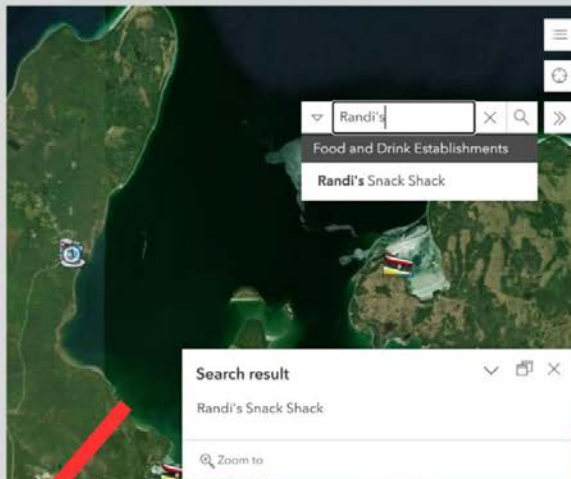 Randi's
Food and Drink Establishments
Randi's Snack Shack
Search result
Randi's Snack Shack
Zoom to